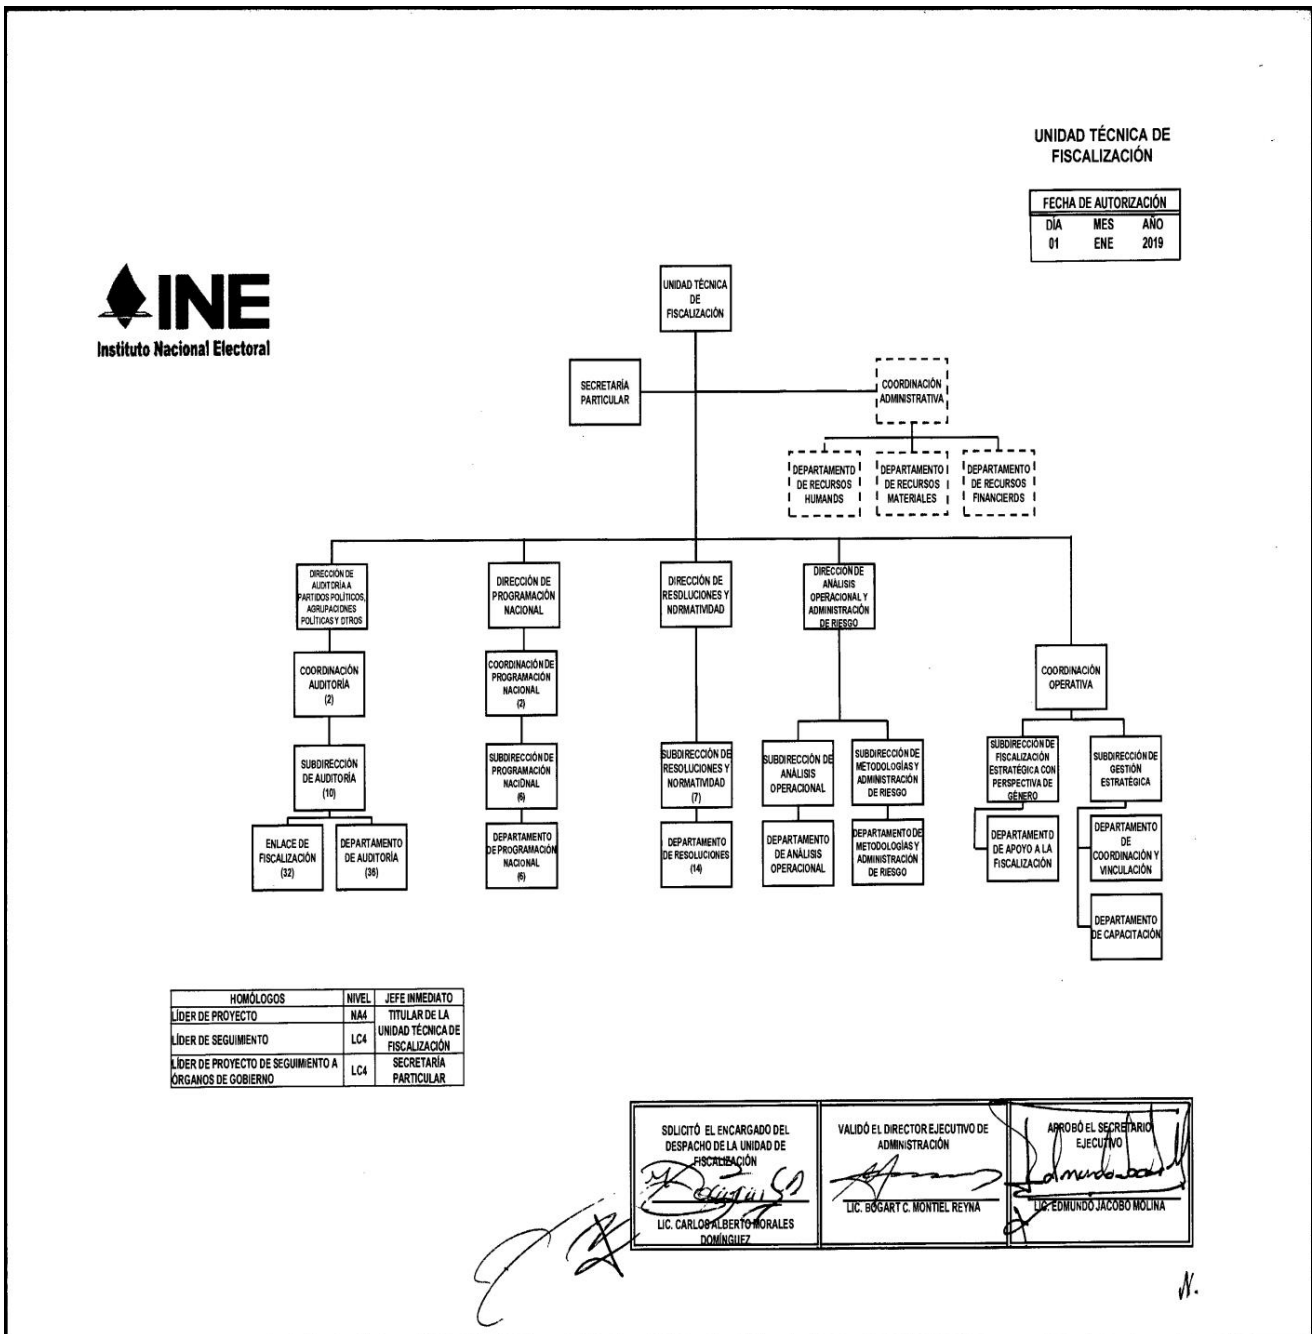 UNIDAD TÉCNICA DE
FISCALIZACIÓN
FECHA DE AUTORIZACIÓN
DÍA MES AÑO
01 ENE 2019
INE
Instituto Nacional Electoral
UNIDAD TÉCNICA
DE
FISCALIZACIÓN
SECRETARÍA
PARTICULAR
COORDINACIÓN
ADMINISTRATIVA
DEPARTAMENTO
DE RECURSOS
HUMANDS
DEPARTAMENTO
DE RECURSOS
MATERIALES
DEPARTAMENTO
DE RECURSOS
FINANCIERDS
DIRECCIÓN DE
AUDITORÍA A
PARTIDOS POLÍTICOS,
AGRUPACIDNES
POLÍTICAS Y DTROS
DIRECCIÓN DE
PROGRAMACIÓN
NACIONAL
DIRECCIÓN DE
RESDLUCIONES Y
NDRMATIVIDAD
DIRECCIÓN DE
ANÁLISIS
OPERACIONAL Y
ADMINISTRACIÓN
DE RIESGO
COORDINACIÓN
OPERATIVA
COORDINACIÓN
AUDITORÍA
(2)
COORDINACIÓN DE
PROGRAMACIÓN
NACIONAL
(2)
SUBDIRECCIÓN
DE AUDITORÍA
(10)
SUBDIRECCIÓN DE
PROGRAMACIÓN
NACIDNAL
(6)
SUBDIRECCIÓN DE
RESOLUCIONES Y
NORMATIVIDAD
(7)
SUBDIRECCIÓN DE
ANÁLISIS
OPERACIONAL
SUBDIRECCIÓN DE
METODOLOGÍAS Y
ADMINISTRACIÓN
DE RIESGO
SUBDIRECCIÓN DE
FISCALIZACIÓN
ESTRATÉGICA CON
PERSPECTIVA DE
GÉNERO
SUBDIRECCIÓN DE
GESTIÓN
ESTRATÉGICA
ENLACE DE
FISCALIZACIÓN
(32)
DEPARTAMENTO
DE AUDITORÍA
(36)
DEPARTAMENTO
DE PROGRAMACIÓN
NACIONAL
(6)
DEPARTAMENTO
DE RESOLUCIONES
(14)
DEPARTAMENTO
DE ANÁLISIS
OPERACIONAL
DEPARTAMENTO DE
METODOLOGÍAS Y
ADMINISTRACIÓN
DE RIESGO
DEPARTAMENTO
DE APOYO A LA
FISCALIZACIÓN
DEPARTAMENTO
DE
COORDINACIÓN Y
VINCULACIÓN
DEPARTAMENTO
DE CAPACITACIÓN
HOMÓLOGOS NIVEL JEFE INMEDIATO
LÍDER DE PROYECTO NA4 TITULAR DE LA
UNIDAD TÉCNICA DE
FISCALIZACIÓN
LÍDER DE SEGUIMIENTO LC4
LÍDER DE PROYECTO DE SEGUIMIENTO A
ÓRGANOS DE GOBIERNO LC4 SECRETARÍA
PARTICULAR
SDLICITÓ EL ENCARGADO DEL
DESPACHO DE LA UNIDAD DE
FISCALIZACIÓN
LIC. CARLOS ALBERTO MORALES
DOMÍNGUEZ
VALIDÓ EL DIRECTOR EJECUTIVO DE
ADMINISTRACIÓN
LIC. BOGART C. MONTIEL REYNA
APROBÓ EL SECRETARIO
EJECUTIVO
LIC. EDMUNDO JACOBO MOLINA
N.